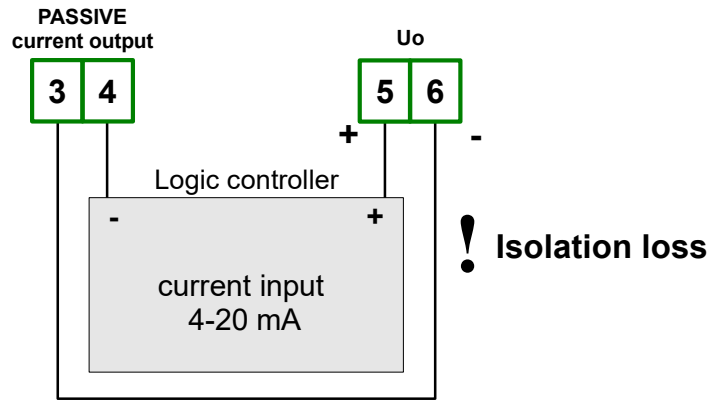 PASSIVE
current output
Uo
3 4
5 6
+ -
Logic controller
- +
! Isolation loss
current input
4-20 mA